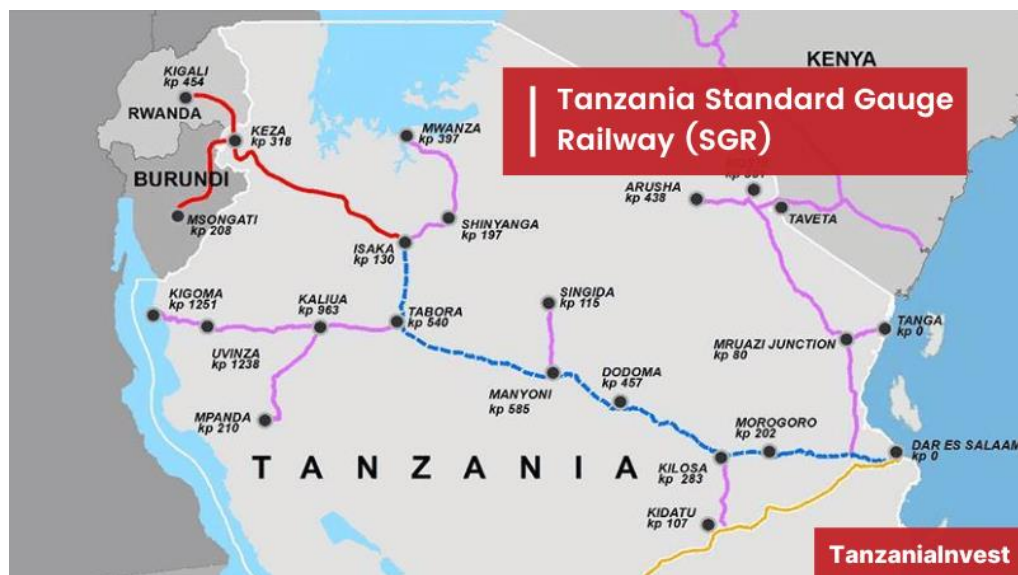 KIGALI
kp 454
RWANDA
KEZA
kp 318
BURUNDI
MSONGATI
kp 208
MWANZA
kp 397
SHINYANGA
kp 197
ISAKA
kp 130
KENYA
Tanzania Standard Gauge
Railway (SGR)
ARUSHA
kp 438
TAVETA
KIGOMA
kp 1251
UVINZA
kp 1238
KALIUA
kp 963
TABORA
kp 540
SINGIDA
kp 115
TANGA
kp 0
MRUAZI JUNCTION
kp 80
MPANDA
kp 210
MANYONI
kp 585
DODOMA
kp 457
MOROGORO
kp 202
DAR ES SALAAM
kp 0
TANZANIA
KILOSA
kp 283
KIDATU
kp 107
TanzaniaInvest